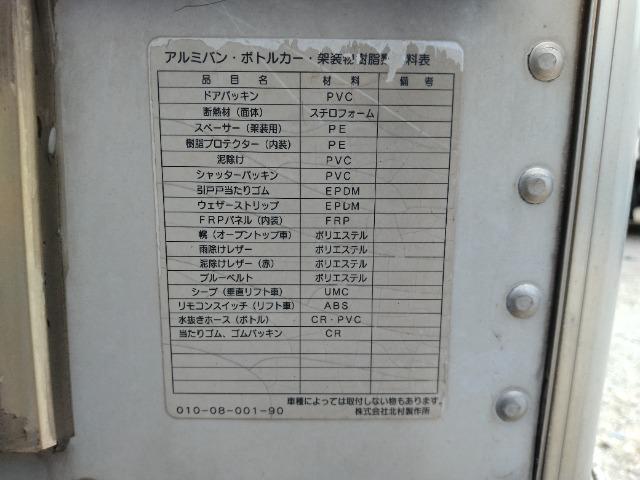 アルミバン・ボトルカー・架装物樹脂 料表
品目 材料 備考
ドアパッキン PVC
断熱材（面体） スチロフォーム
スペーサー（架装用） PE
樹脂プロテクター（内装） PE
泥除け PVC
シャッターパッキン PVC
引戸戸当たりゴム EPDM
ウェザーストリップ EPDM
FRPパネル（内装） FRP
幌（オープントップ車） ポリエステル
雨除けレザー ポリエステル
泥除けレザー（赤） ポリエステル
ブルーベルト ポリエステル
シーブ（垂直リフト車） UMC
リモコンスイッチ（リフト車） ABS
水抜きホース（ボトル） CR・PVC
当たりゴム、ゴムパッキン CR
車種によっては取付しない物もあります。
010-08-001-90 株式会社北村製作所